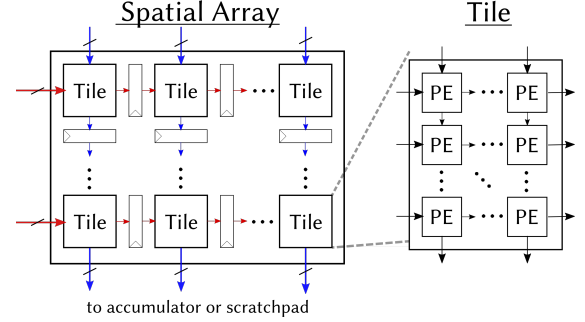 Spatial Array
Tile
Tile Tile ••• Tile
Tile Tile ••• Tile
to accumulator or scratchpad
PE ••• PE
PE ••• PE
PE ••• PE